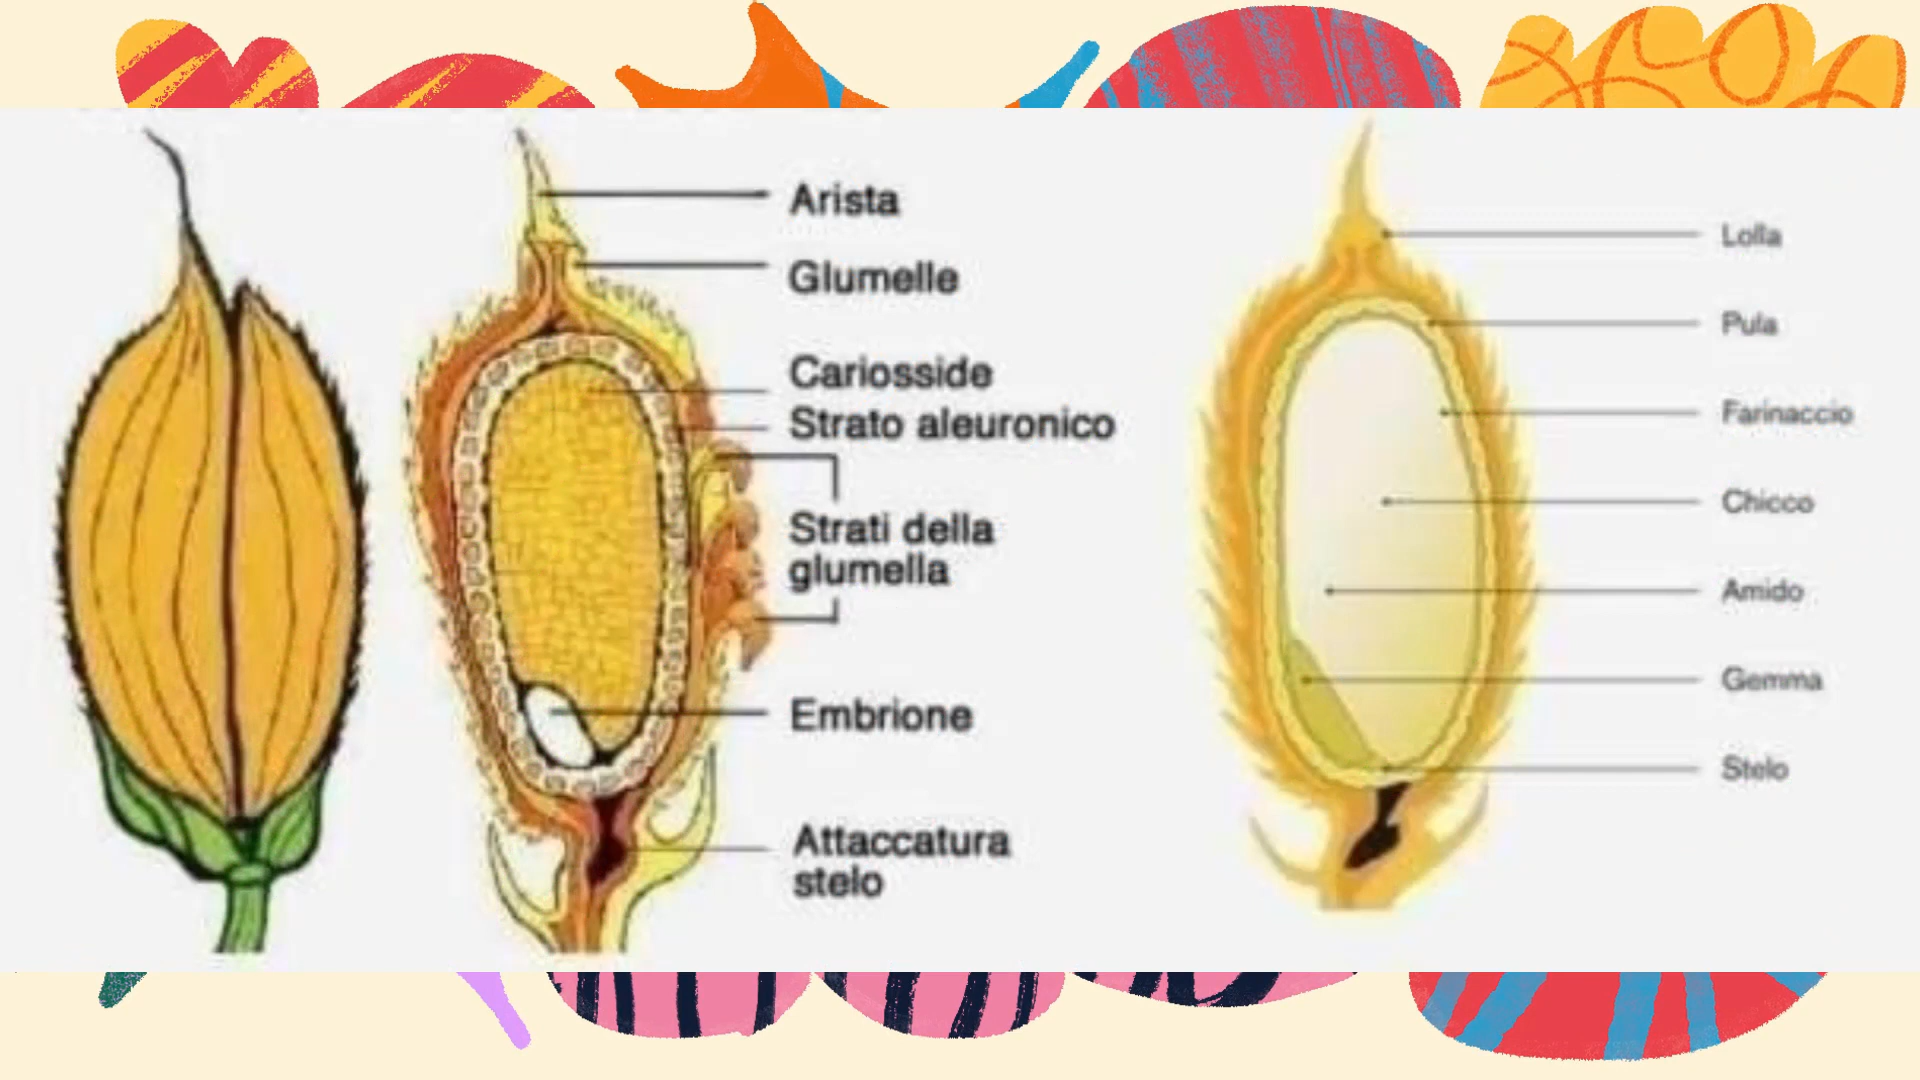 Arista
Glumelle
Cariosside
Strato aleuronico
Strati della
glumella
Embrione
Attaccatura
stelo
Lolla
Pula
Farinaccio
Chicco
Amido
Gemma
Stelo